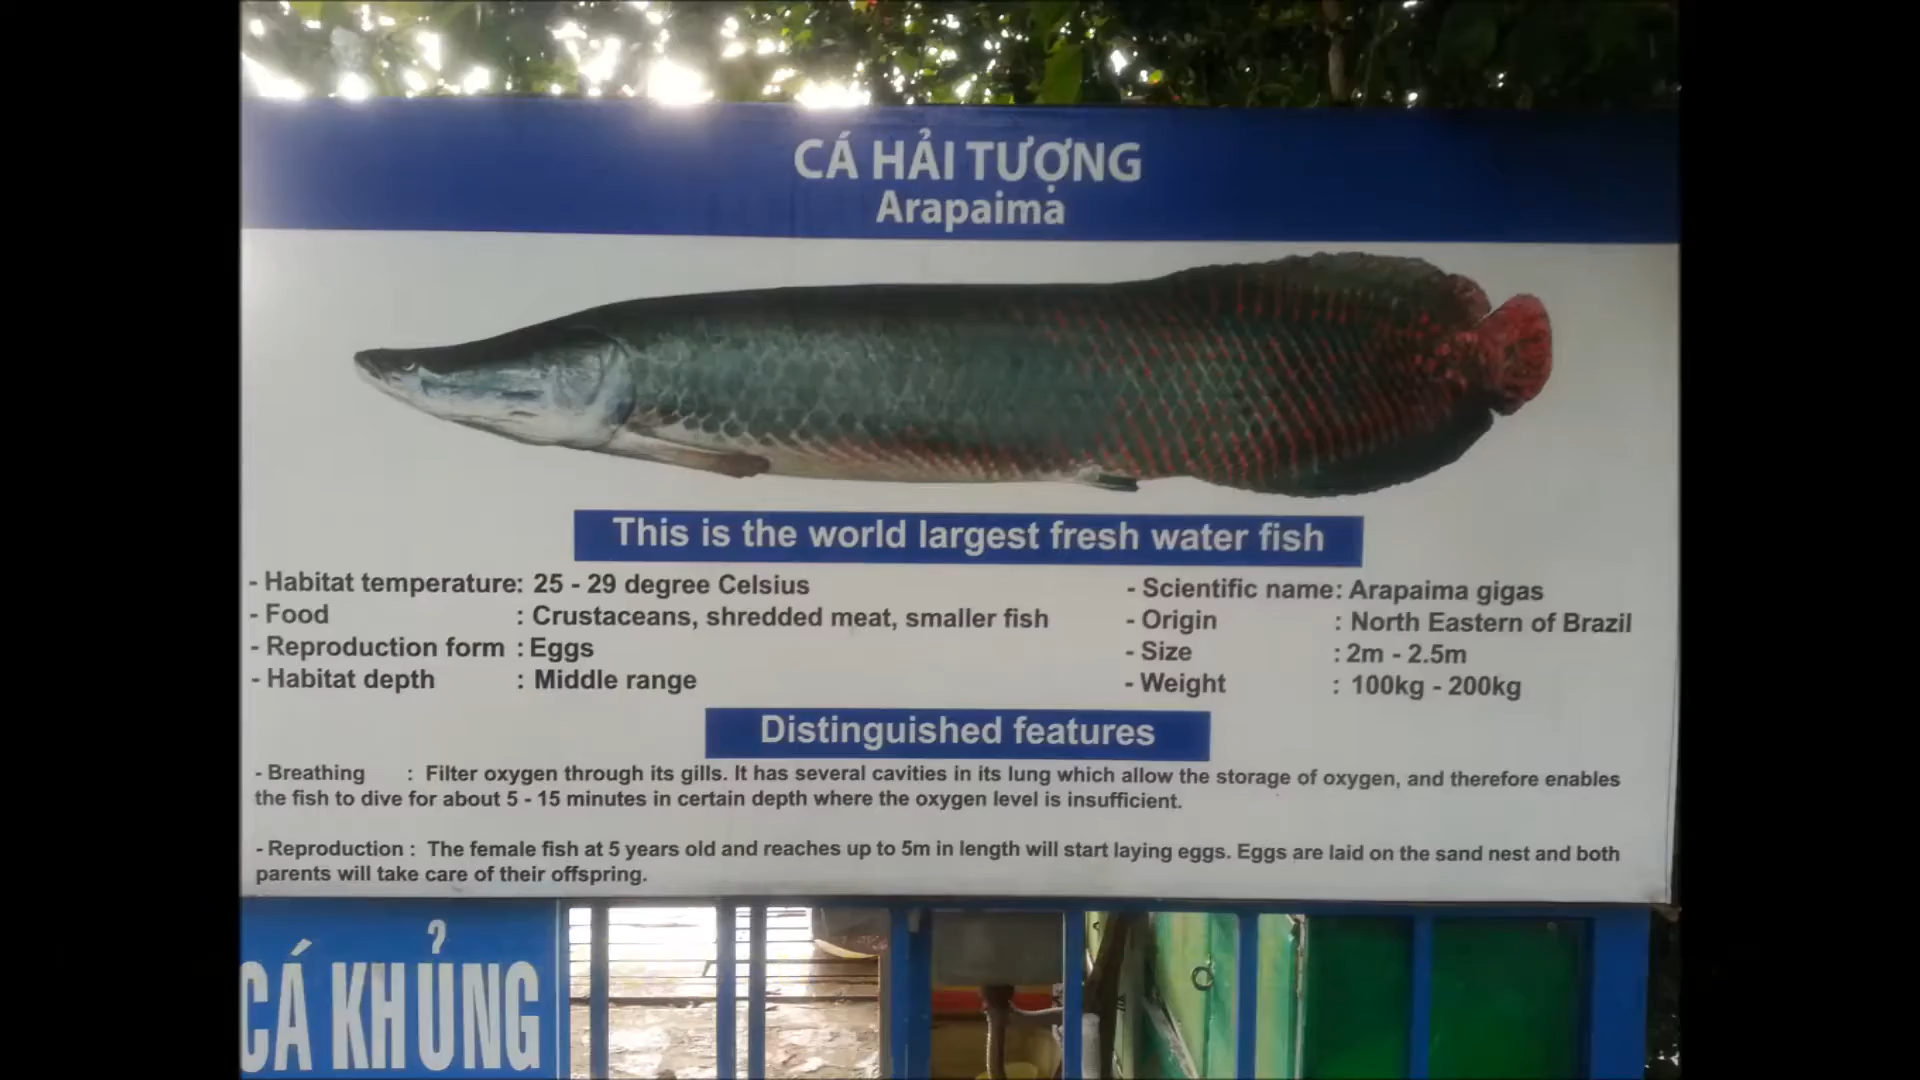 CÁ HẢI TƯỢNG
Arapaima
This is the world largest fresh water fish
- Habitat temperature: 25 - 29 degree Celsius
- Food : Crustaceans, shredded meat, smaller fish
- Reproduction form : Eggs
- Habitat depth : Middle range
- Scientific name: Arapaima gigas
- Origin : North Eastern of Brazil
- Size : 2m - 2.5m
- Weight : 100kg - 200kg
Distinguished features
- Breathing : Filter oxygen through its gills. It has several cavities in its lung which allow the storage of oxygen, and therefore enables
the fish to dive for about 5 - 15 minutes in certain depth where the oxygen level is insufficient.
- Reproduction : The female fish at 5 years old and reaches up to 5m in length will start laying eggs. Eggs are laid on the sand nest and both
parents will take care of their offspring.
CÁ KHỦNG